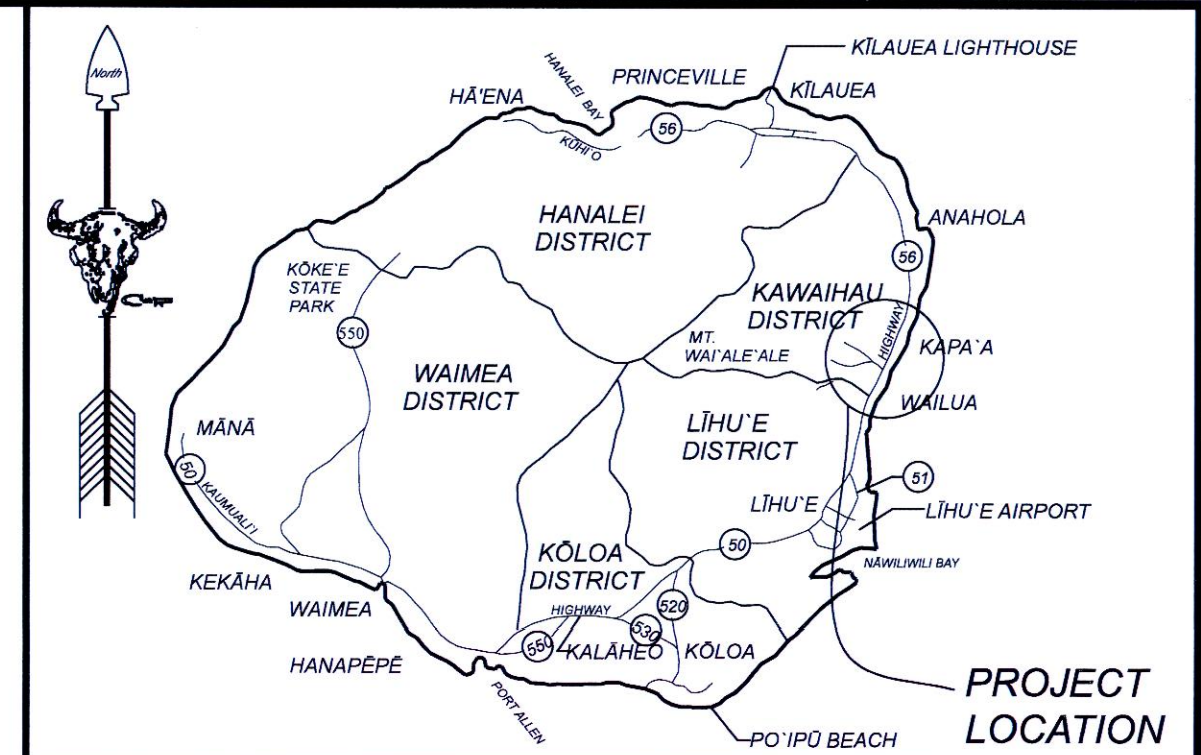 North
KĪLAUEA LIGHTHOUSE
PRINCEVILLE
KĪLAUEA
HANALEI BAY
HĀ'ENA
56
KŪHI`O
ANAHOLA
HANALEI
DISTRICT
56
KŌKE`E
STATE
PARK
KAWAIHAU
DISTRICT
HIGHWAY
550
MT.
WAI`ALE`ALE
KAPA`A
WAIMEA
DISTRICT
WAILUA
MĀNĀ
LĪHU`E
DISTRICT
50
KAUMUALI`I
51
LĪHU`E
LĪHU`E AIRPORT
50
KŌLOA
DISTRICT
NĀWILIWILI BAY
KEKĀHA
WAIMEA
HIGHWAY
520
530
550
KALĀHEO
KŌLOA
HANAPĒPĒ
PORT ALLEN
PROJECT
LOCATION
PO`IPŪ BEACH